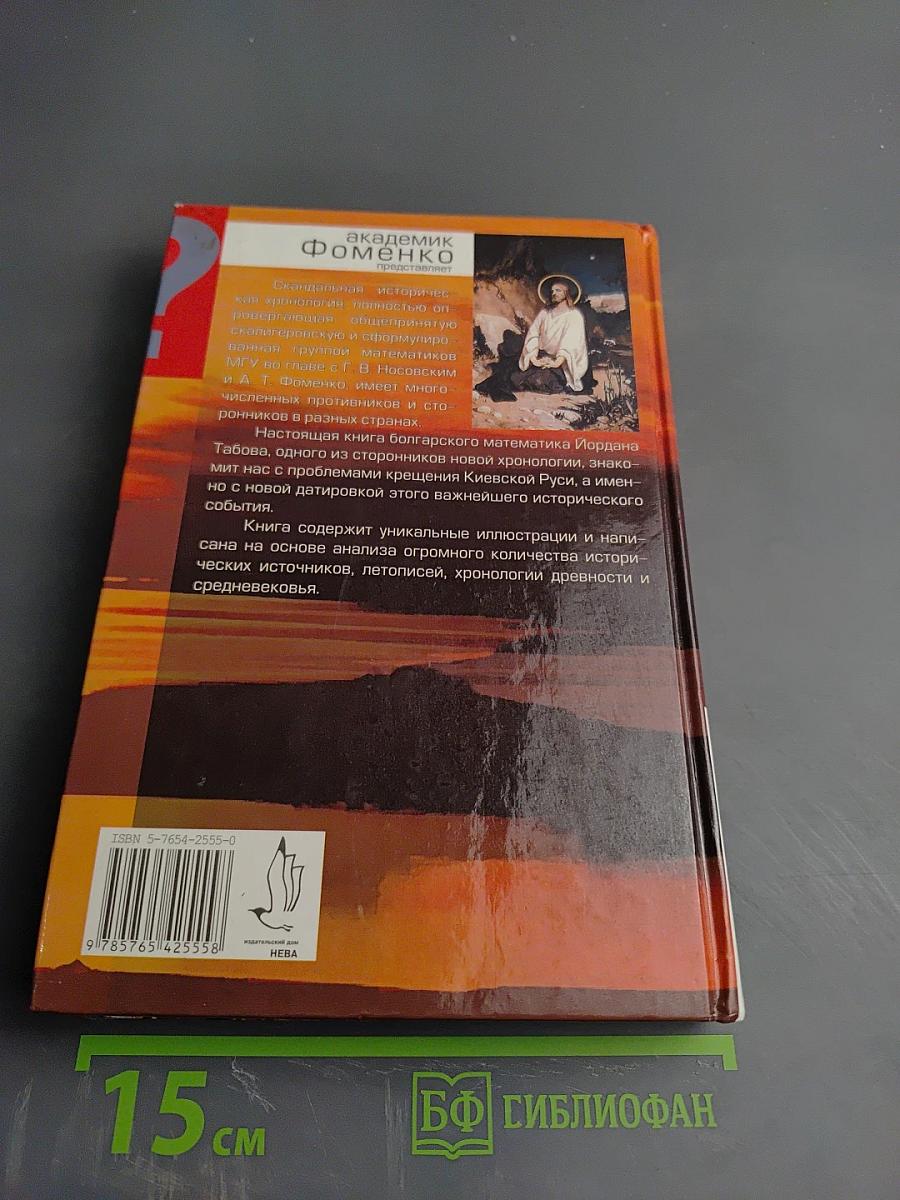 ?
академик
Фоменко
представляет
Скандальная историчес-
кая хронология, полностью оп-
ровергающая общепринятую
скалигеровскую и сформулиро-
ванная группой математиков
МГУ во главе с Г. В. Носовским
и А. Т. Фоменко, имеет много-
численных противников и сто-
ронников в разных странах.
Настоящая книга болгарского математика Йордана
Табова, одного из сторонников новой хронологии, знако-
мит нас с проблемами крещения Киевской Руси, а имен-
но с новой датировкой этого важнейшего исторического
события.
Книга содержит уникальные иллюстрации и напи-
сана на основе анализа огромного количества истори-
ческих источников, летописей, хронологии древности и
средневековья.
ISBN 5-7654-2555-0
9 785765 425558
издательский дом
НЕВА
15 см
БФ БИБЛИОФАН